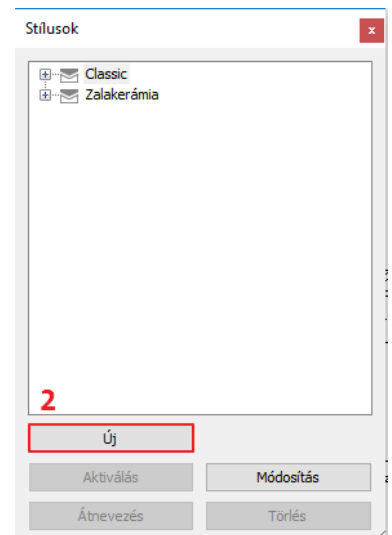 Stílusok
x
Classic
Zalakerámia
2
Új
Aktiválás
Módosítás
Átnevezés
Törlés